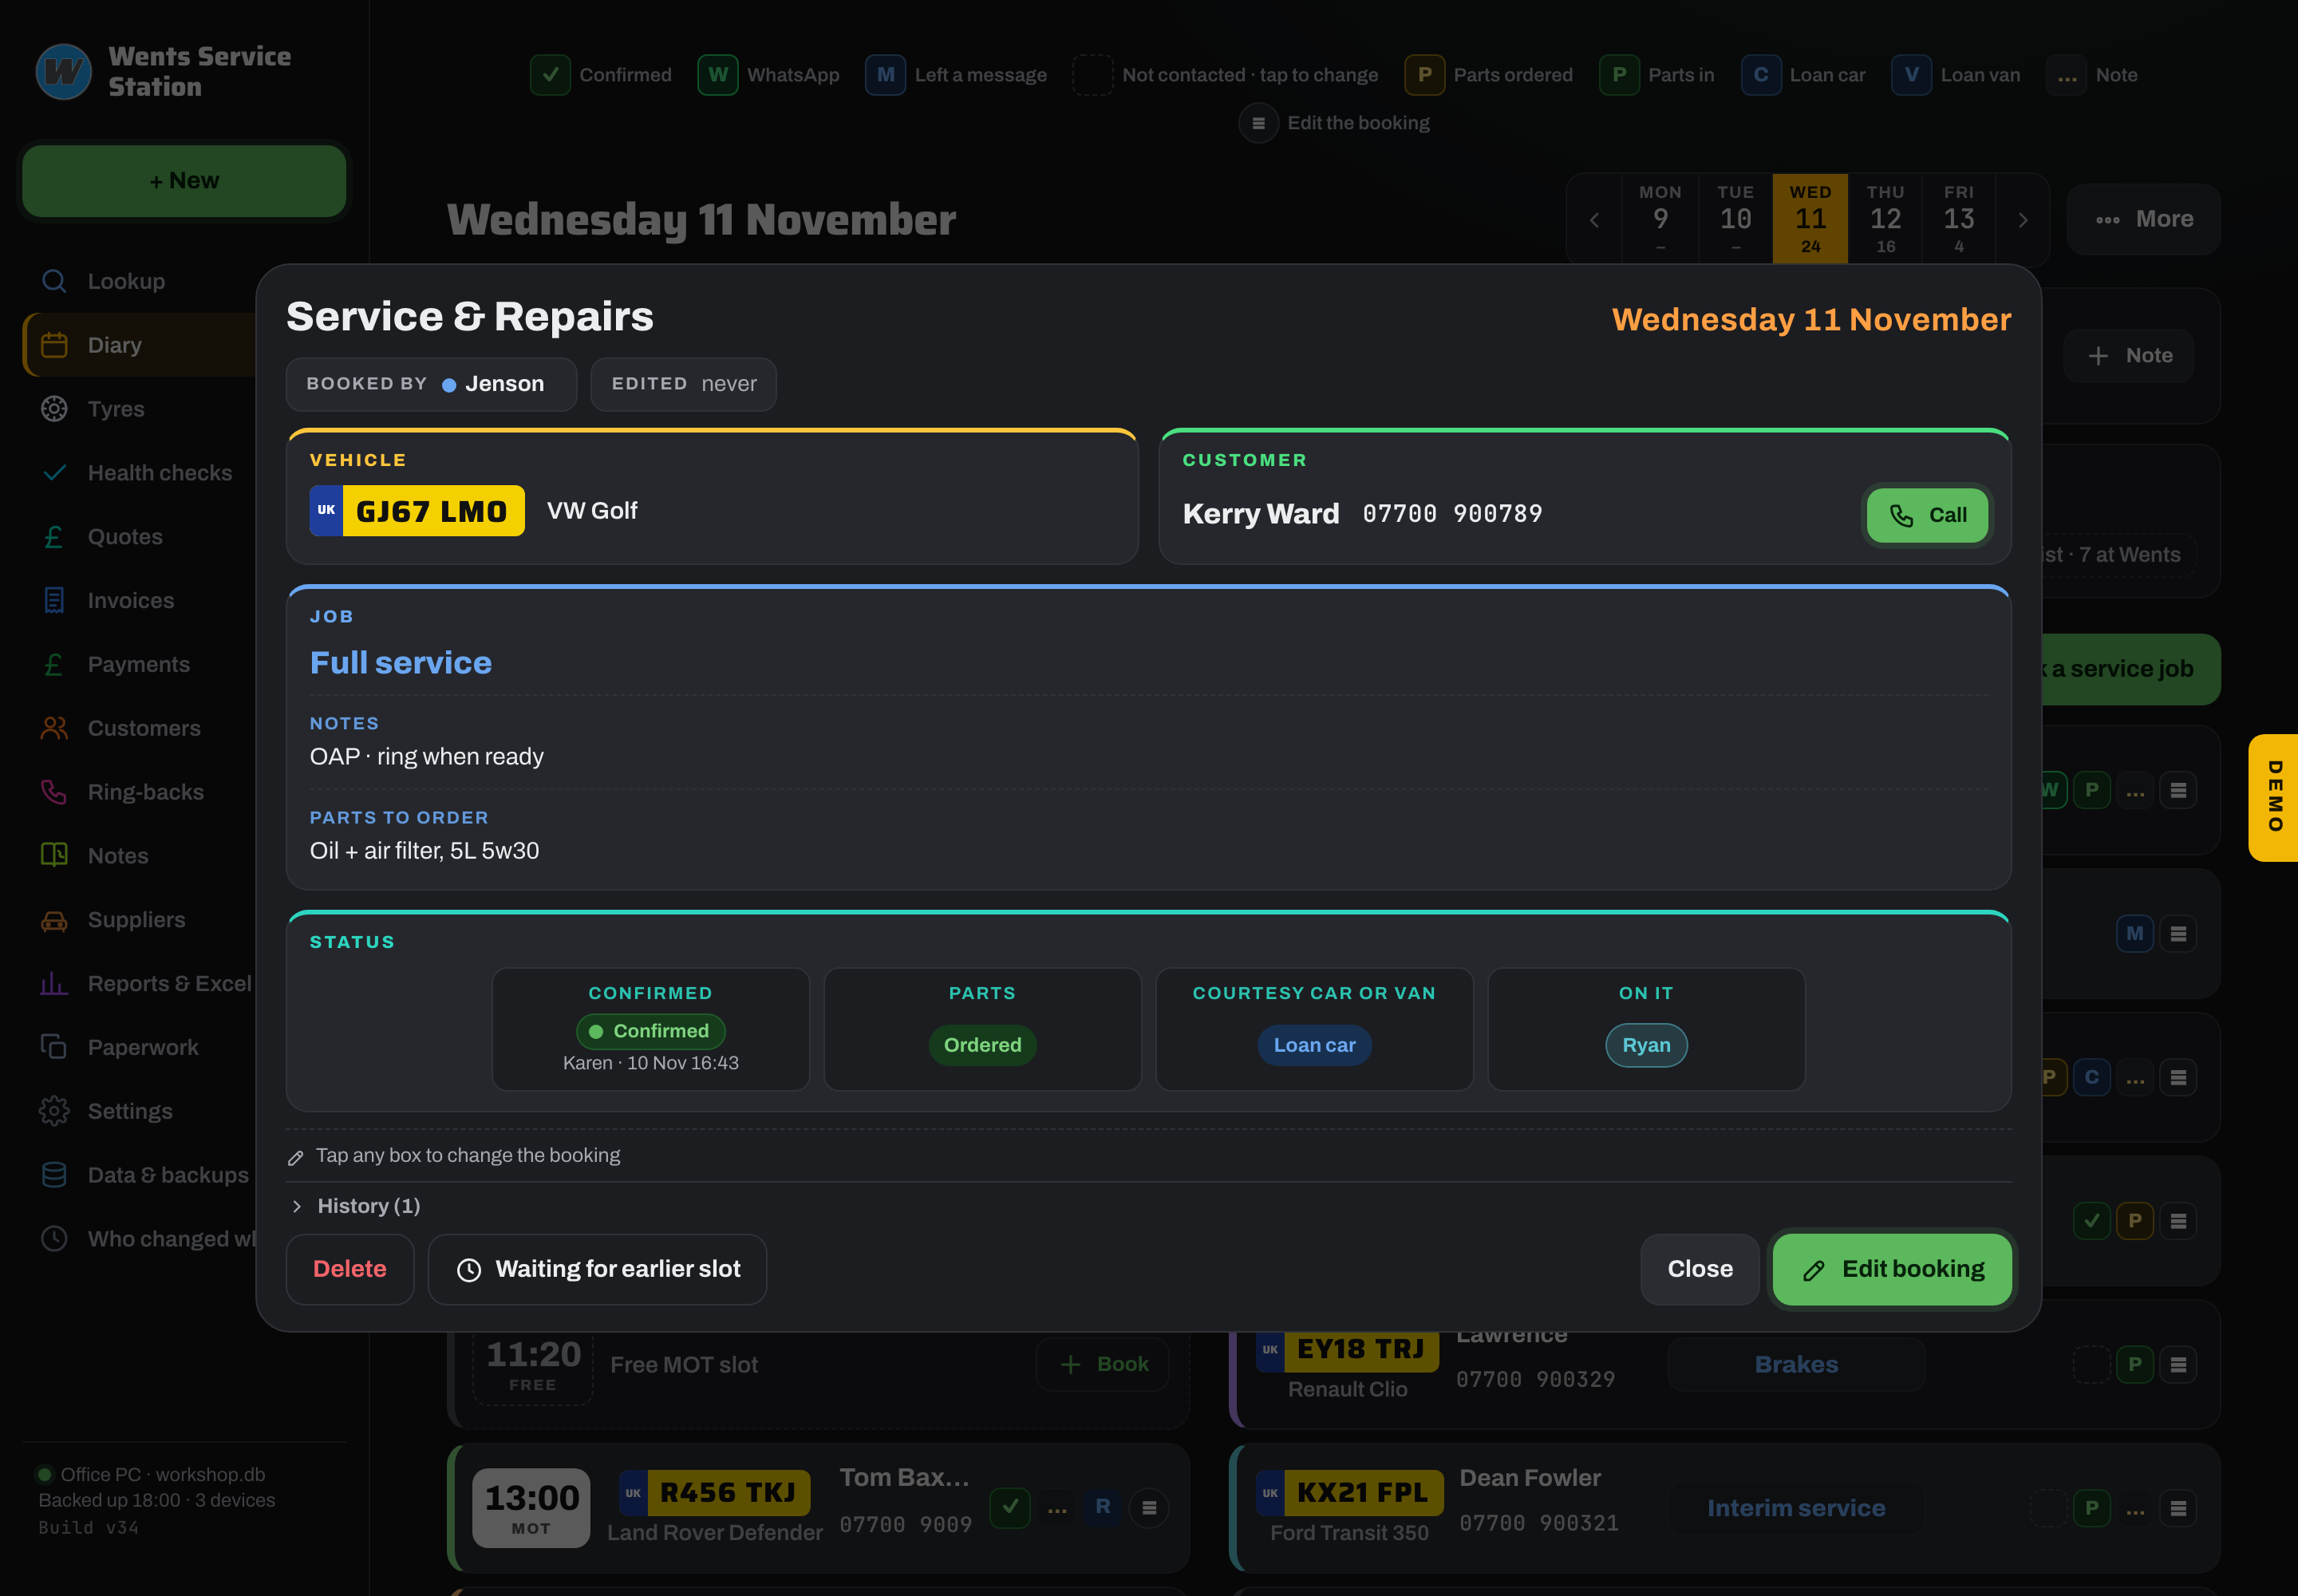 Wents Service
Station
+ New
Lookup
Diary
Tyres
Health checks
Quotes
Invoices
Payments
Customers
Ring-backs
Notes
Suppliers
Reports & Excel
Paperwork
Settings
Data & backups
Who changed
Office PC · workshop.db
Backed up 18:00 · 3 devices
Build v34
Confirmed
W WhatsApp
M Left a message
Not contacted · tap to change
P Parts ordered
P Parts in
C Loan car
V Loan van
... Note
Edit the booking
Wednesday 11 November
MON 9 –
TUE 10 –
WED 11 24
THU 12 16
FRI 13 4
More
Note
Service & Repairs
Wednesday 11 November
BOOKED BY Jenson
EDITED never
VEHICLE
UK GJ67 LMO VW Golf
CUSTOMER
Kerry Ward 07700 900789
Call
· 7 at Wents
JOB
Full service
a service job
NOTES
OAP · ring when ready
W P ...
PARTS TO ORDER
Oil + air filter, 5L 5w30
M
STATUS
CONFIRMED
Confirmed
Karen · 10 Nov 16:43
PARTS
Ordered
COURTESY CAR OR VAN
Loan car
ON IT
Ryan
P C ...
Tap any box to change the booking
History (1)
P
Delete
Waiting for earlier slot
Close
Edit booking
DEMO
11:20
FREE
Free MOT slot
Book
UK EY18 TRJ
Renault Clio
Lawrence
07700 900329
Brakes
P
13:00
MOT
UK R456 TKJ
Land Rover Defender
Tom Bax...
07700 9009
... R
UK KX21 FPL
Ford Transit 350
Dean Fowler
07700 900321
Interim service
P ...